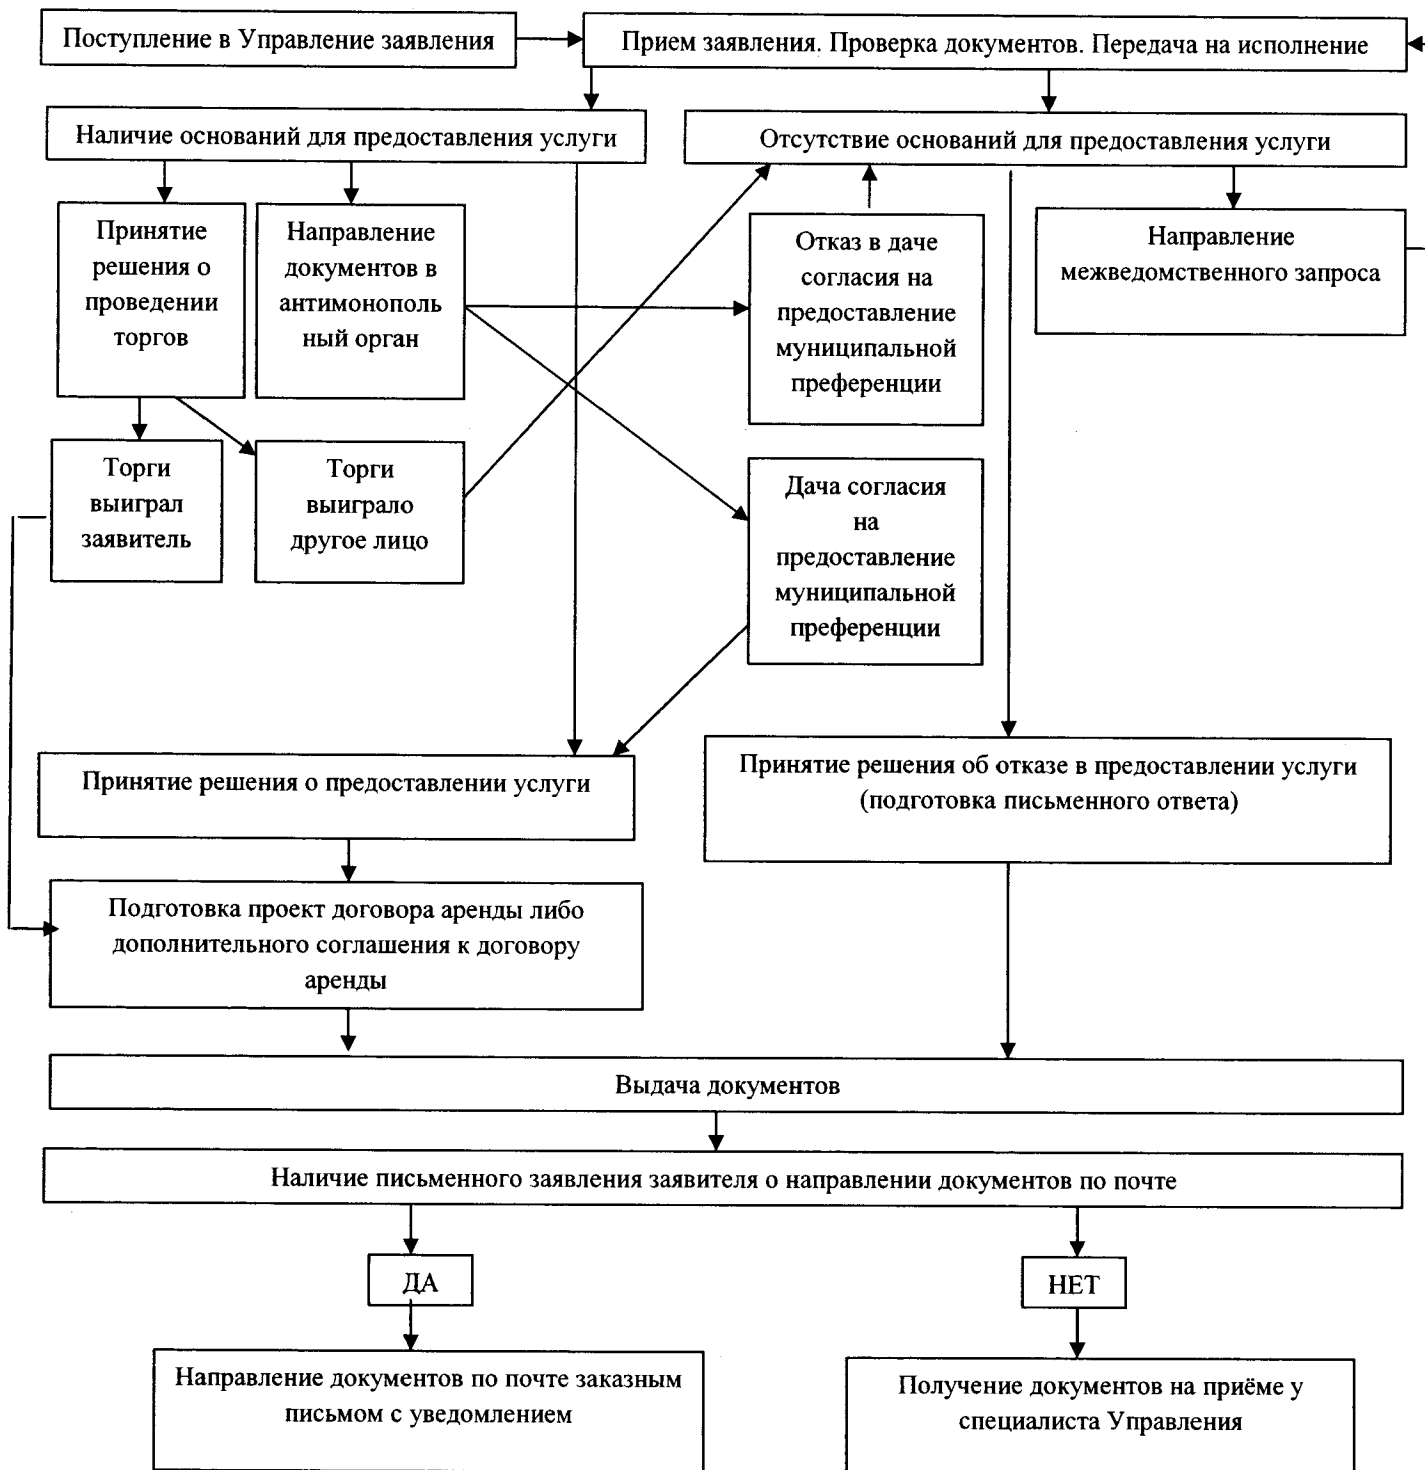 Поступление в Управление заявления
Прием заявления. Проверка документов. Передача на исполнение
Наличие оснований для предоставления услуги
Отсутствие оснований для предоставления услуги
Принятие
решения о
проведении
торгов
Направление
документов в
антимонополь
ный орган
Отказ в даче
согласия на
предоставление
муниципальной
преференции
Направление
межведомственного запроса
Торги
выиграл
заявитель
Торги
выиграло
другое лицо
Дача согласия
на
предоставление
муниципальной
преференции
Принятие решения о предоставлении услуги
Принятие решения об отказе в предоставлении услуги
(подготовка письменного ответа)
Подготовка проект договора аренды либо
дополнительного соглашения к договору
аренды
Выдача документов
Наличие письменного заявления заявителя о направлении документов по почте
ДА
НЕТ
Направление документов по почте заказным
письмом с уведомлением
Получение документов на приёме у
специалиста Управления